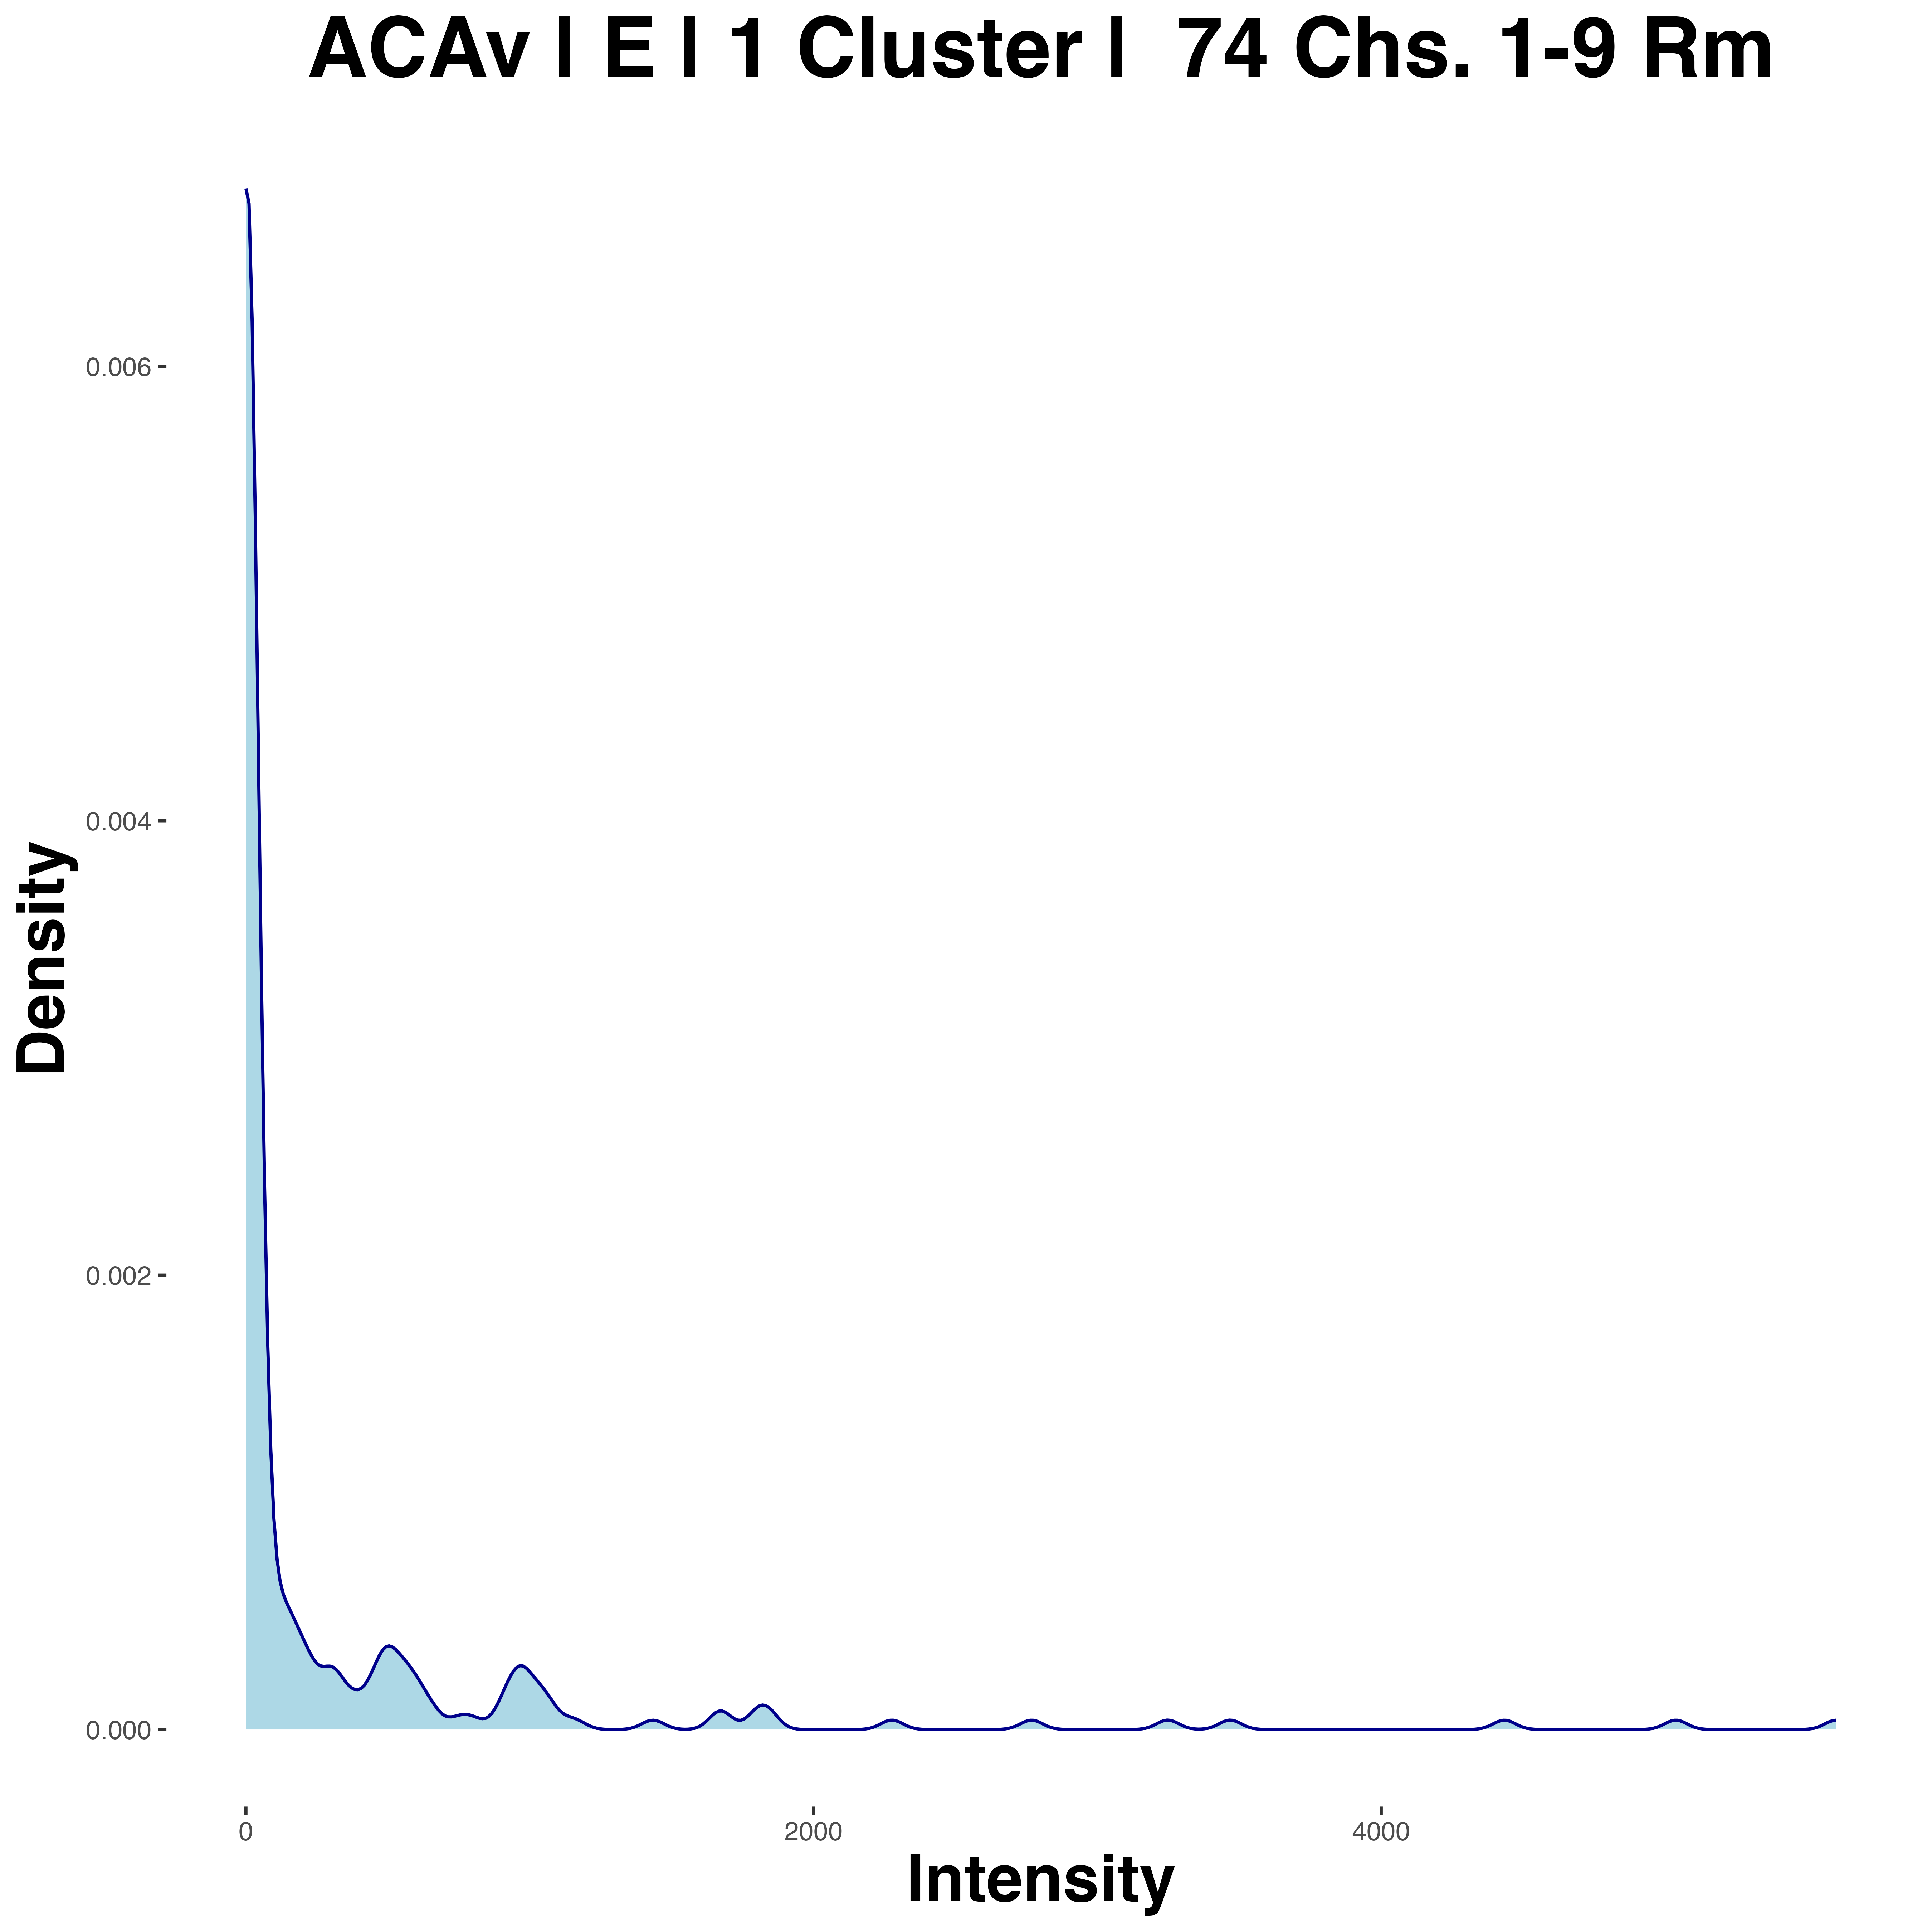 ACAv | E | 1 Cluster |  74 Chs. 1-9 Rm
0.006
0.004
0.002
0.000
Density
0
2000
4000
Intensity